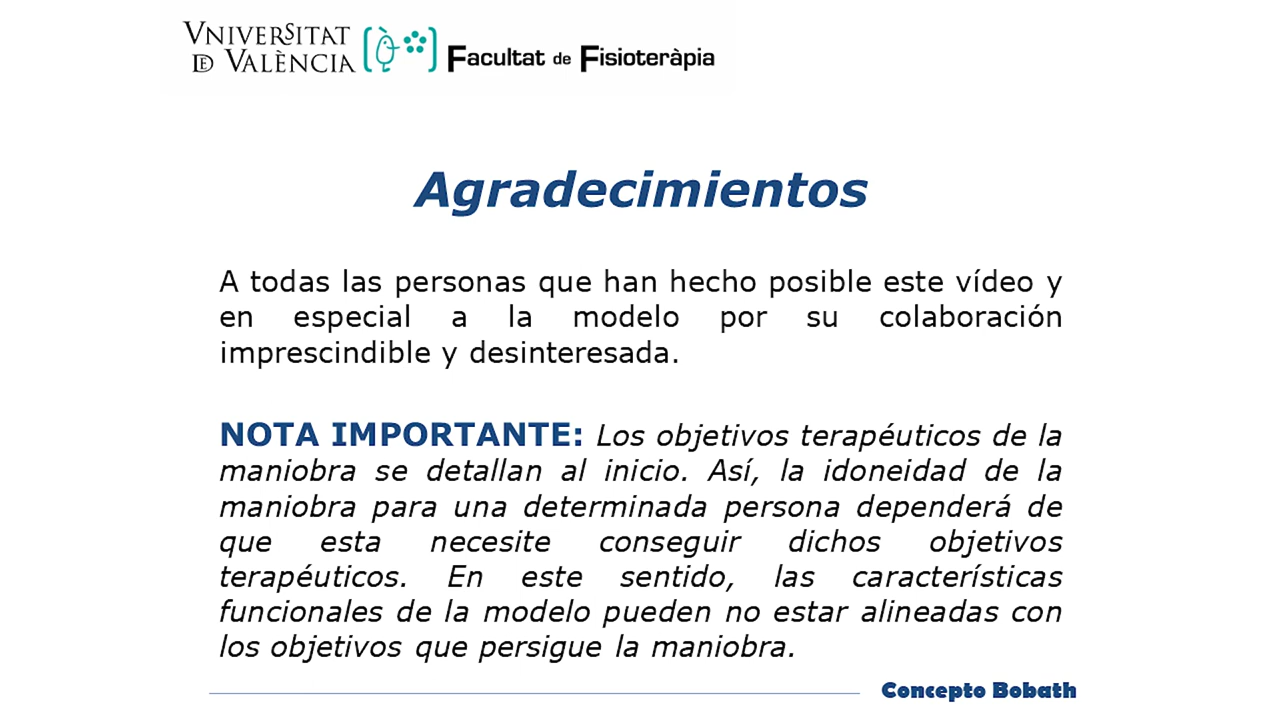 VNIVERSITAT
DE VALÈNCIA
Facultat de Fisioteràpia
Agradecimientos
A todas las personas que han hecho posible este vídeo y
en especial a la modelo por su colaboración
imprescindible y desinteresada.
NOTA IMPORTANTE: Los objetivos terapéuticos de la
maniobra se detallan al inicio. Así, la idoneidad de la
maniobra para una determinada persona dependerá de
que esta necesite conseguir dichos objetivos
terapéuticos. En este sentido, las características
funcionales de la modelo pueden no estar alineadas con
los objetivos que persigue la maniobra.
Concepto Bobath